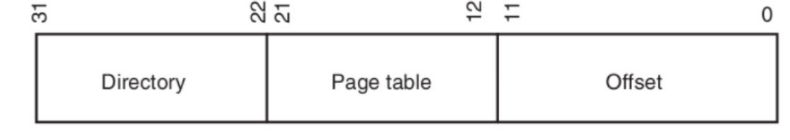 31 22 21 12 11 0
Directory Page table Offset